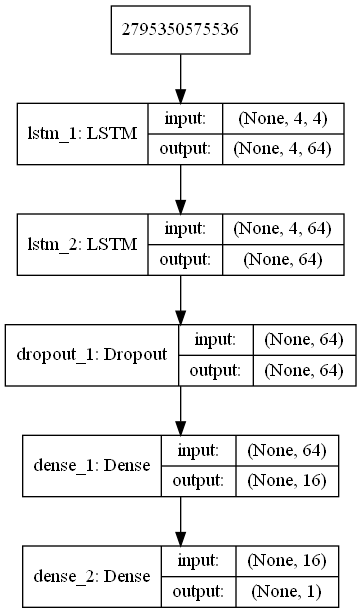 2795350575536
lstm_1: LSTM
input: (None, 4, 4)
output: (None, 4, 64)
lstm_2: LSTM
input: (None, 4, 64)
output: (None, 64)
dropout_1: Dropout
input: (None, 64)
output: (None, 64)
dense_1: Dense
input: (None, 64)
output: (None, 16)
dense_2: Dense
input: (None, 16)
output: (None, 1)